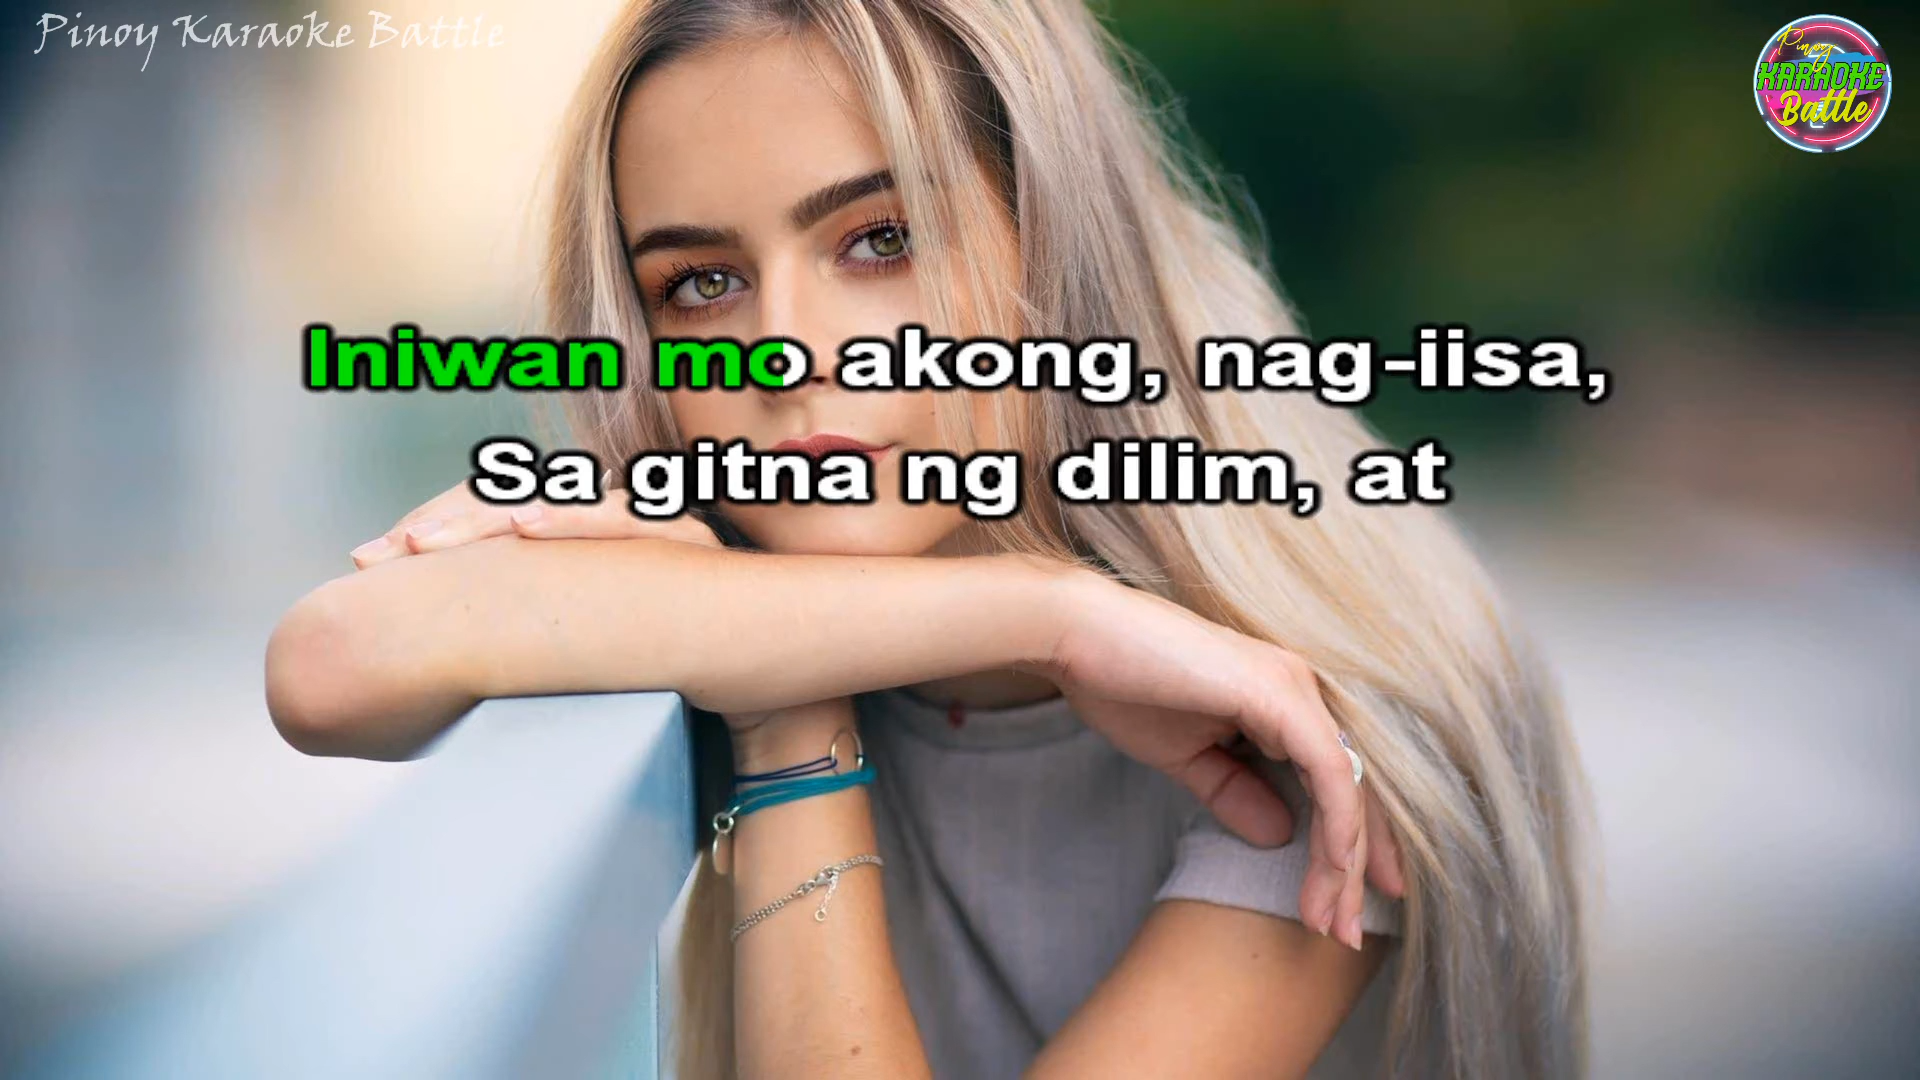 Pinoy Karaoke Battle
Pinoy
KARAOKE
Battle
Iniwan mo akong, nag-iisa,
Sa gitna ng dilim, at